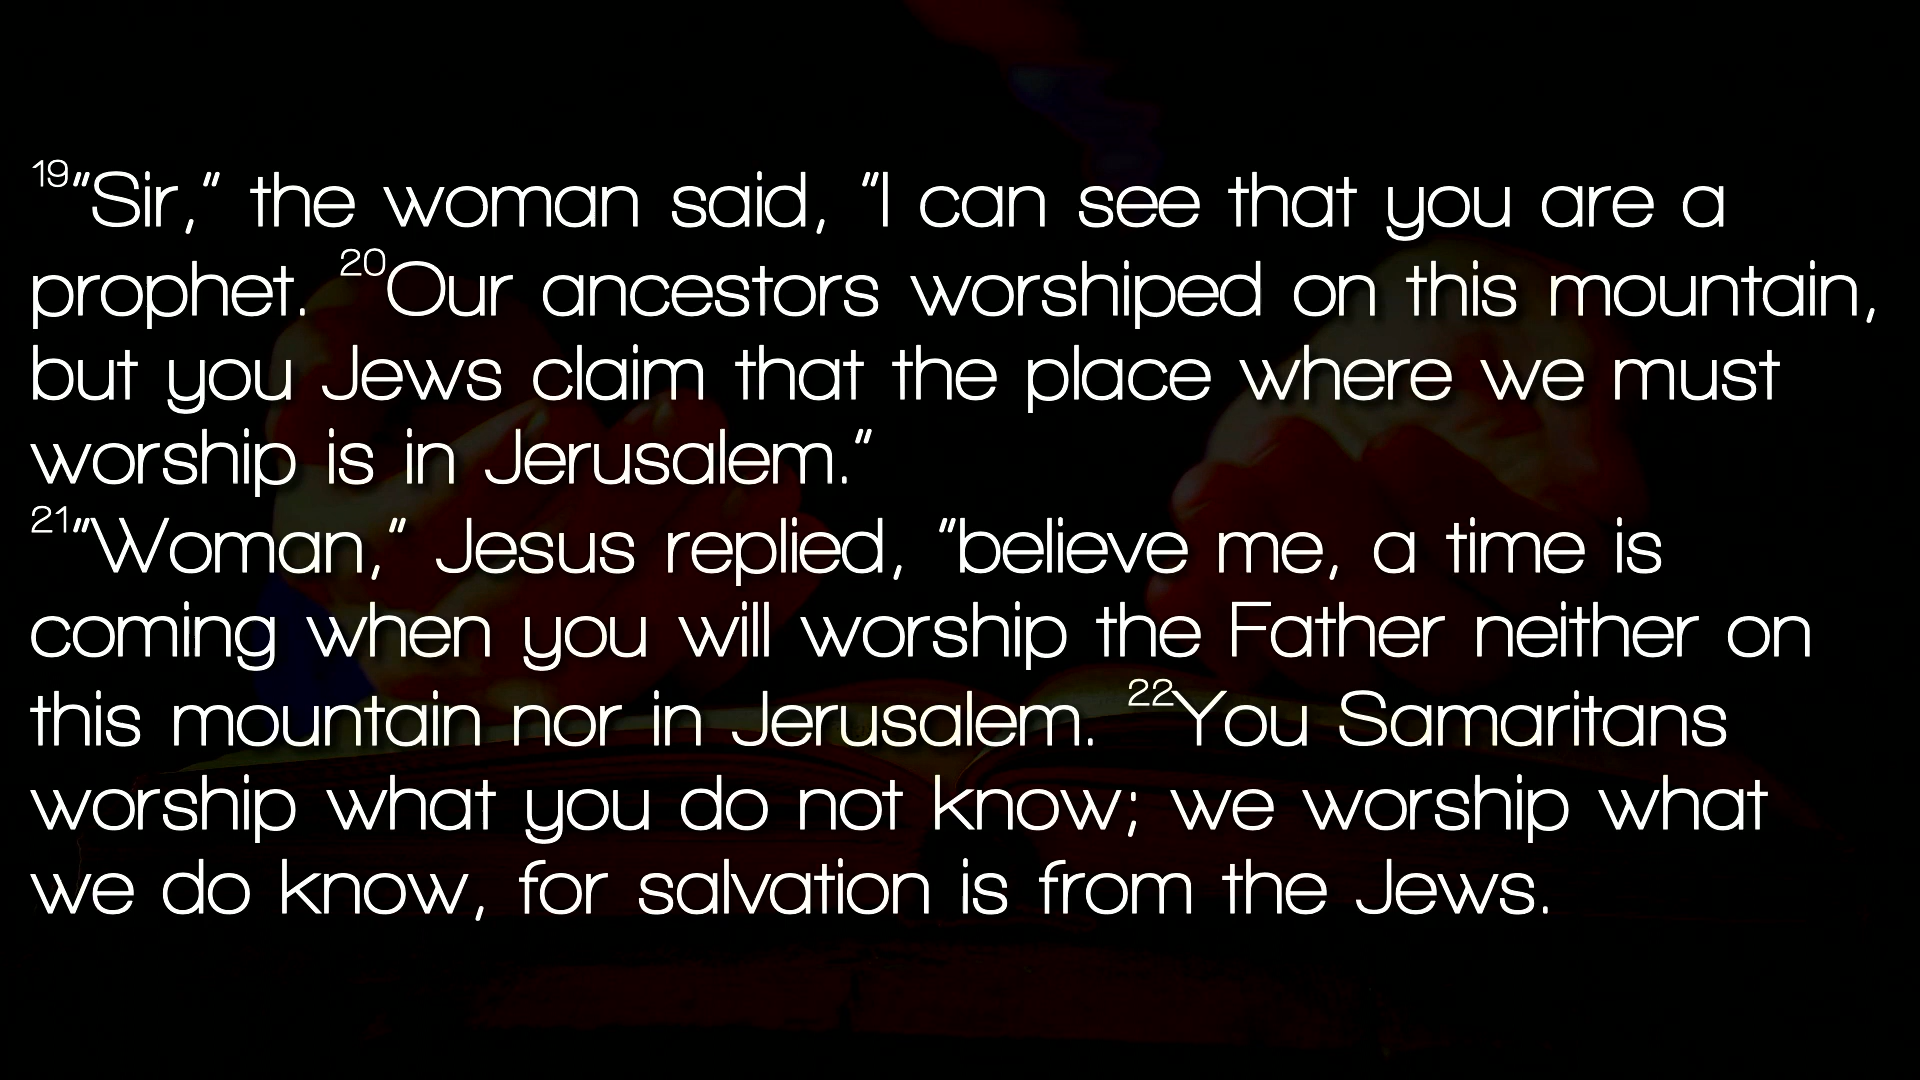 19"Sir," the woman said, "I can see that you are a
prophet. 20Our ancestors worshiped on this mountain,
but you Jews claim that the place where we must
worship is in Jerusalem."
21"Woman," Jesus replied, "believe me, a time is
coming when you will worship the Father neither on
this mountain nor in Jerusalem. 22You Samaritans
worship what you do not know; we worship what
we do know, for salvation is from the Jews.